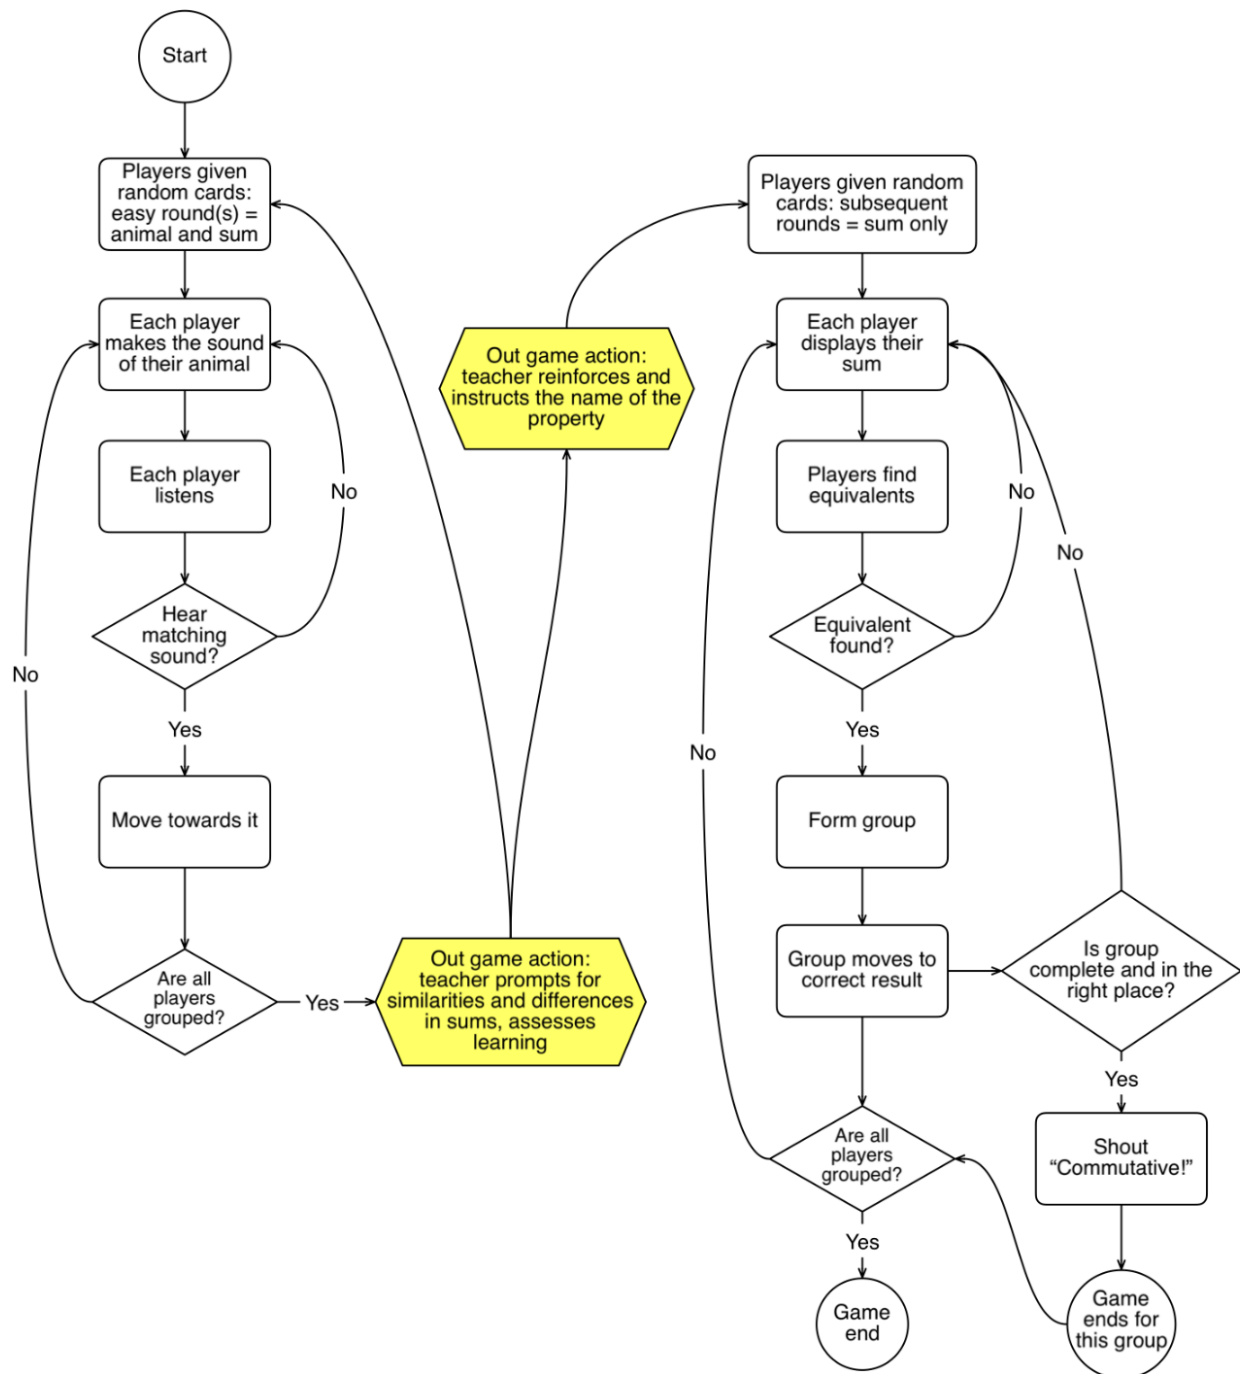 Start
Players given
random cards:
easy round(s) =
animal and sum
Each player
makes the sound
of their animal
Each player
listens
No
Hear
matching
sound?
No
Yes
Move towards it
Are all
players
grouped?
Yes
Out game action:
teacher prompts for
similarities and differences
in sums, assesses
learning
Out game action:
teacher reinforces and
instructs the name of the
property
Players given random
cards: subsequent
rounds = sum only
Each player
displays their
sum
Players find
equivalents
No
No
Equivalent
found?
Yes
No
Form group
Group moves to
correct result
Is group
complete and in the
right place?
Yes
Shout
“Commutative!”
Are all
players
grouped?
Yes
Game
end
Game
ends for
this group